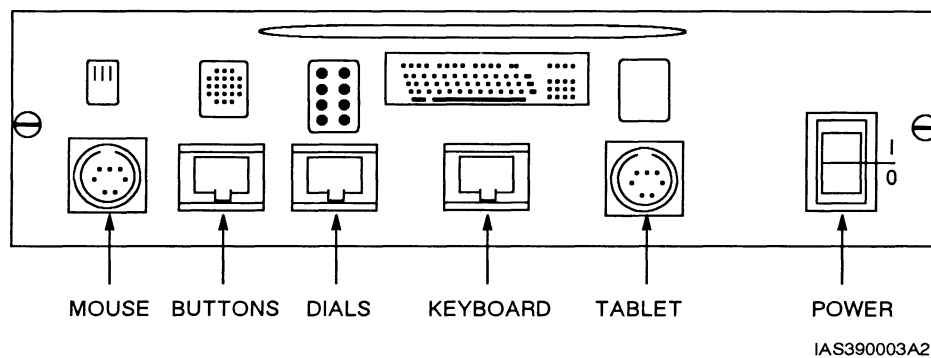 I
0
MOUSE BUTTONS DIALS KEYBOARD TABLET POWER
IAS390003A2